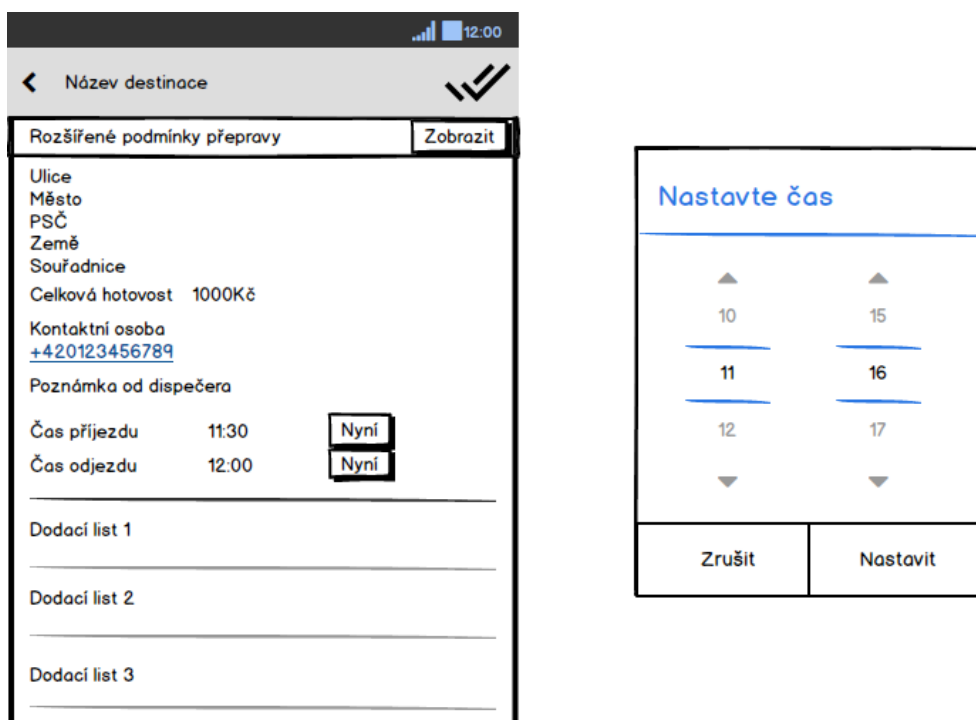 12:00
Název destinace
Rozšířené podmínky přepravy Zobrazit
Ulice
Město
PSČ
Země
Souřadnice
Celková hotovost 1000Kč
Kontaktní osoba
+420123456789
Poznámka od dispečera
Čas příjezdu 11:30 Nyní
Čas odjezdu 12:00 Nyní
Dodací list 1
Dodací list 2
Dodací list 3
Nastavte čas
10 15
11 16
12 17
Zrušit Nastavit